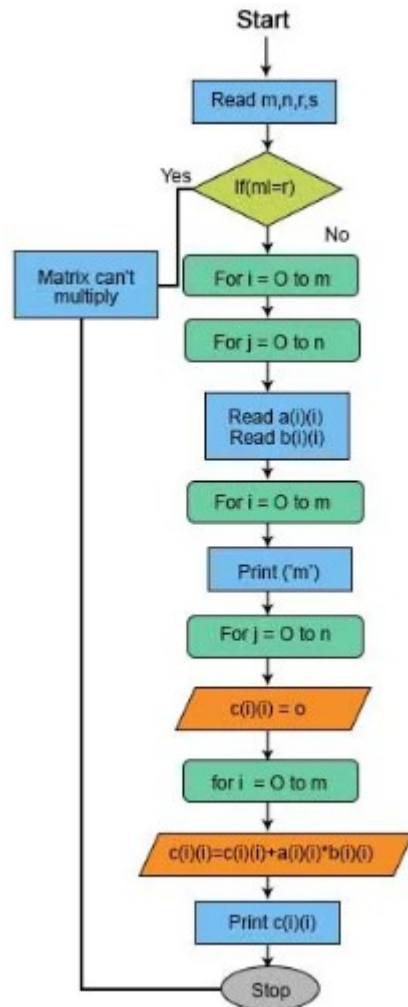 Start
Read m,n,r,s
Yes
If(ml=r)
No
Matrix can't
multiply
For i = O to m
For j = O to n
Read a(i)(i)
Read b(i)(i)
For i = O to m
Print ('m')
For j = O to n
c(i)(i) = o
for i = O to m
c(i)(i)=c(i)(i)+a(i)(i)*b(i)(i)
Print c(i)(i)
Stop